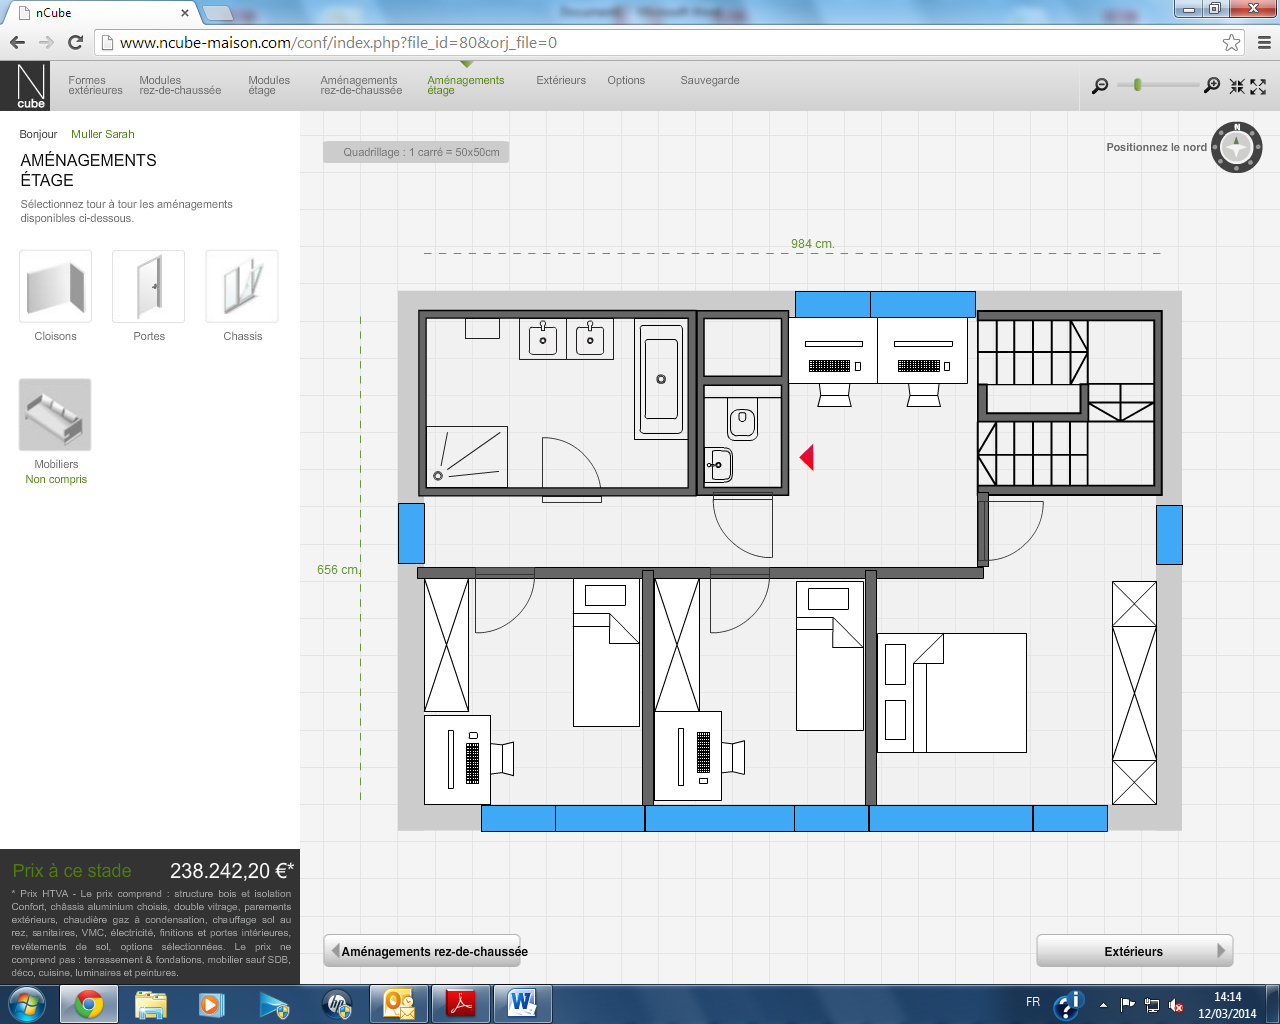 nCube
www.ncube-maison.com/conf/index.php?file_id=80&orj_file=0
N cube
Formes extérieures
Modules rez-de-chaussée
Modules étage
Aménagements rez-de-chaussée
Aménagements étage
Extérieurs
Options
Sauvegarde
Bonjour Muller Sarah
AMÉNAGEMENTS
ÉTAGE
Sélectionnez tour à tour les aménagements
disponibles ci-dessous.
Cloisons
Portes
Chassis
Mobiliers
Non compris
Quadrillage : 1 carré = 50x50cm
Positionnez le nord
N
984 cm.
656 cm.
Prix à ce stade 238.242,20 €*
* Prix HTVA - Le prix comprend : structure bois et isolation
Confort, châssis aluminium choisis, double vitrage, parements
extérieurs, chaudière gaz à condensation, chauffage sol au
rez, sanitaires, VMC, électricité, finitions et portes intérieures,
revêtements de sol, options sélectionnées. Le prix ne
comprend pas : terrassement & fondations, mobilier sauf SDB,
déco, cuisine, luminaires et peintures.
Aménagements rez-de-chaussée
Extérieurs
FR
14:14
12/03/2014